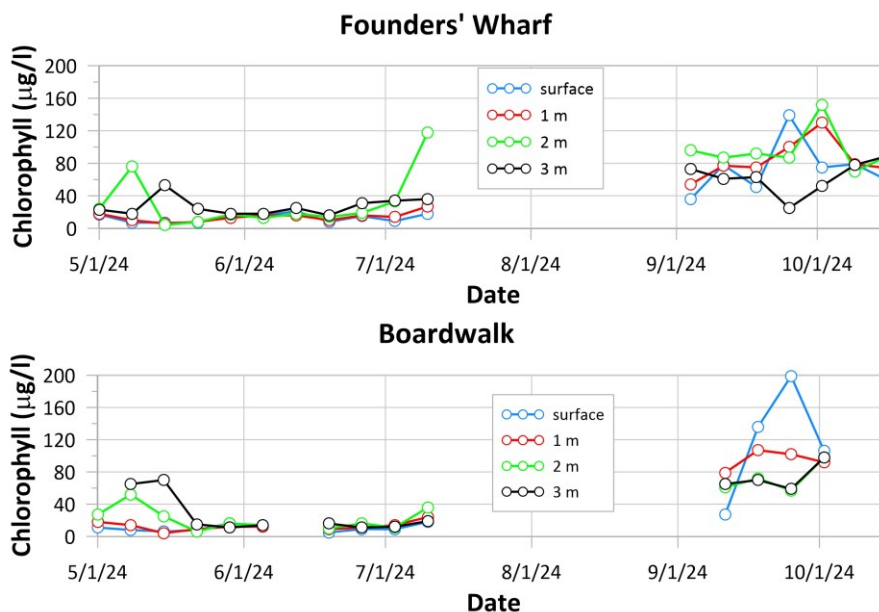 Founders' Wharf
Chlorophyll (µg/l)
200
160
120
80
40
0
surface
1 m
2 m
3 m
5/1/24 6/1/24 7/1/24 8/1/24 9/1/24 10/1/24
Date
Boardwalk
Chlorophyll (µg/l)
200
160
120
80
40
0
surface
1 m
2 m
3 m
5/1/24 6/1/24 7/1/24 8/1/24 9/1/24 10/1/24
Date